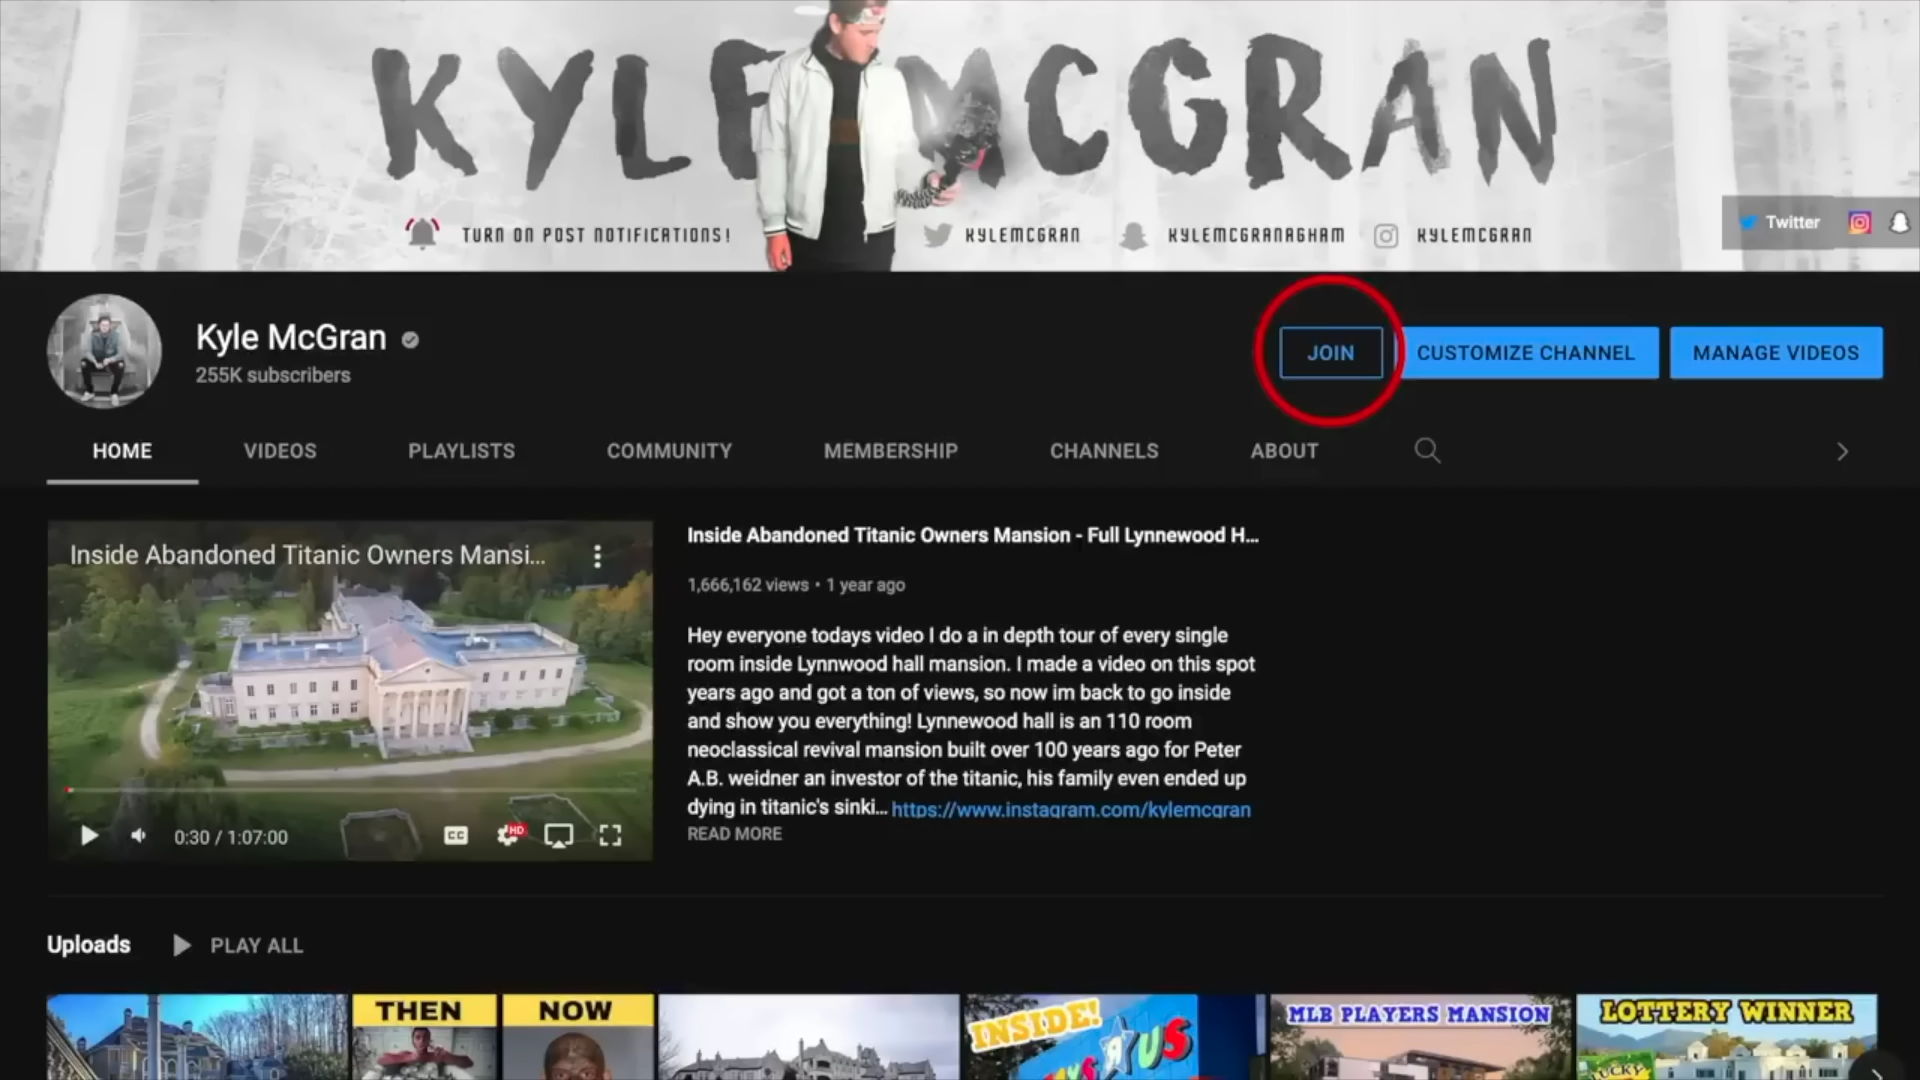 KYLE MCGRAN
TURN ON POST NOTIFICATIONS!
KYLEMCGRAN
KYLEMCGRANAGHAM
KYLEMCGRAN
Twitter
Kyle McGran
255K subscribers
JOIN
CUSTOMIZE CHANNEL
MANAGE VIDEOS
HOME
VIDEOS
PLAYLISTS
COMMUNITY
MEMBERSHIP
CHANNELS
ABOUT
Inside Abandoned Titanic Owners Mansi...
0:30 / 1:07:00
CC
HD
Inside Abandoned Titanic Owners Mansion - Full Lynnewood H...
1,666,162 views • 1 year ago
Hey everyone todays video I do a in depth tour of every single
room inside Lynnwood hall mansion. I made a video on this spot
years ago and got a ton of views, so now im back to go inside
and show you everything! Lynnewood hall is an 110 room
neoclassical revival mansion built over 100 years ago for Peter
A.B. weidner an investor of the titanic, his family even ended up
dying in titanic's sinki... https://www.instagram.com/kylemcgran
READ MORE
Uploads
PLAY ALL
THEN
NOW
INSIDE!
"R"US
MLB PLAYERS MANSION
LOTTERY WINNER
LUCKY